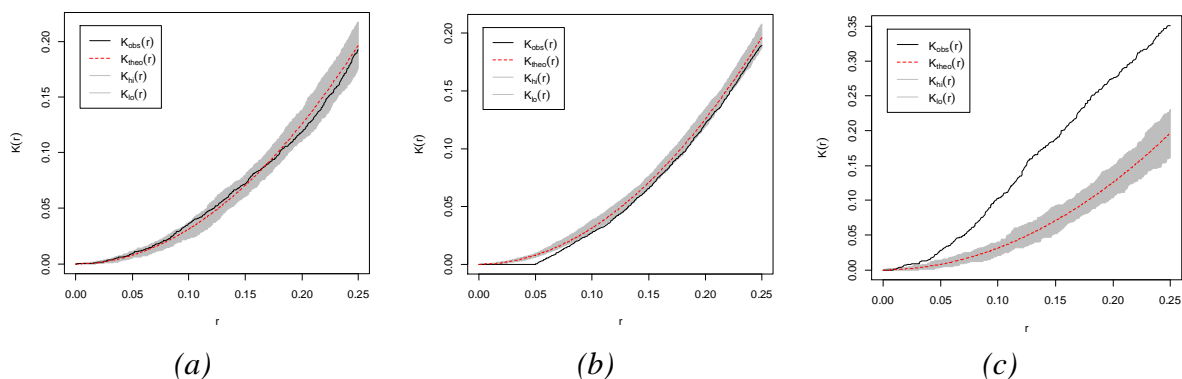 K(r)
0.00 0.05 0.10 0.15 0.20
K_obs(r)
K_theo(r)
K_hi(r)
K_lo(r)
0.00 0.05 0.10 0.15 0.20 0.25
r
(a)
K(r)
0.00 0.05 0.10 0.15 0.20
K_obs(r)
K_theo(r)
K_hi(r)
K_lo(r)
0.00 0.05 0.10 0.15 0.20 0.25
r
(b)
K(r)
0.00 0.05 0.10 0.15 0.20 0.25 0.30 0.35
K_obs(r)
K_theo(r)
K_hi(r)
K_lo(r)
0.00 0.05 0.10 0.15 0.20 0.25
r
(c)